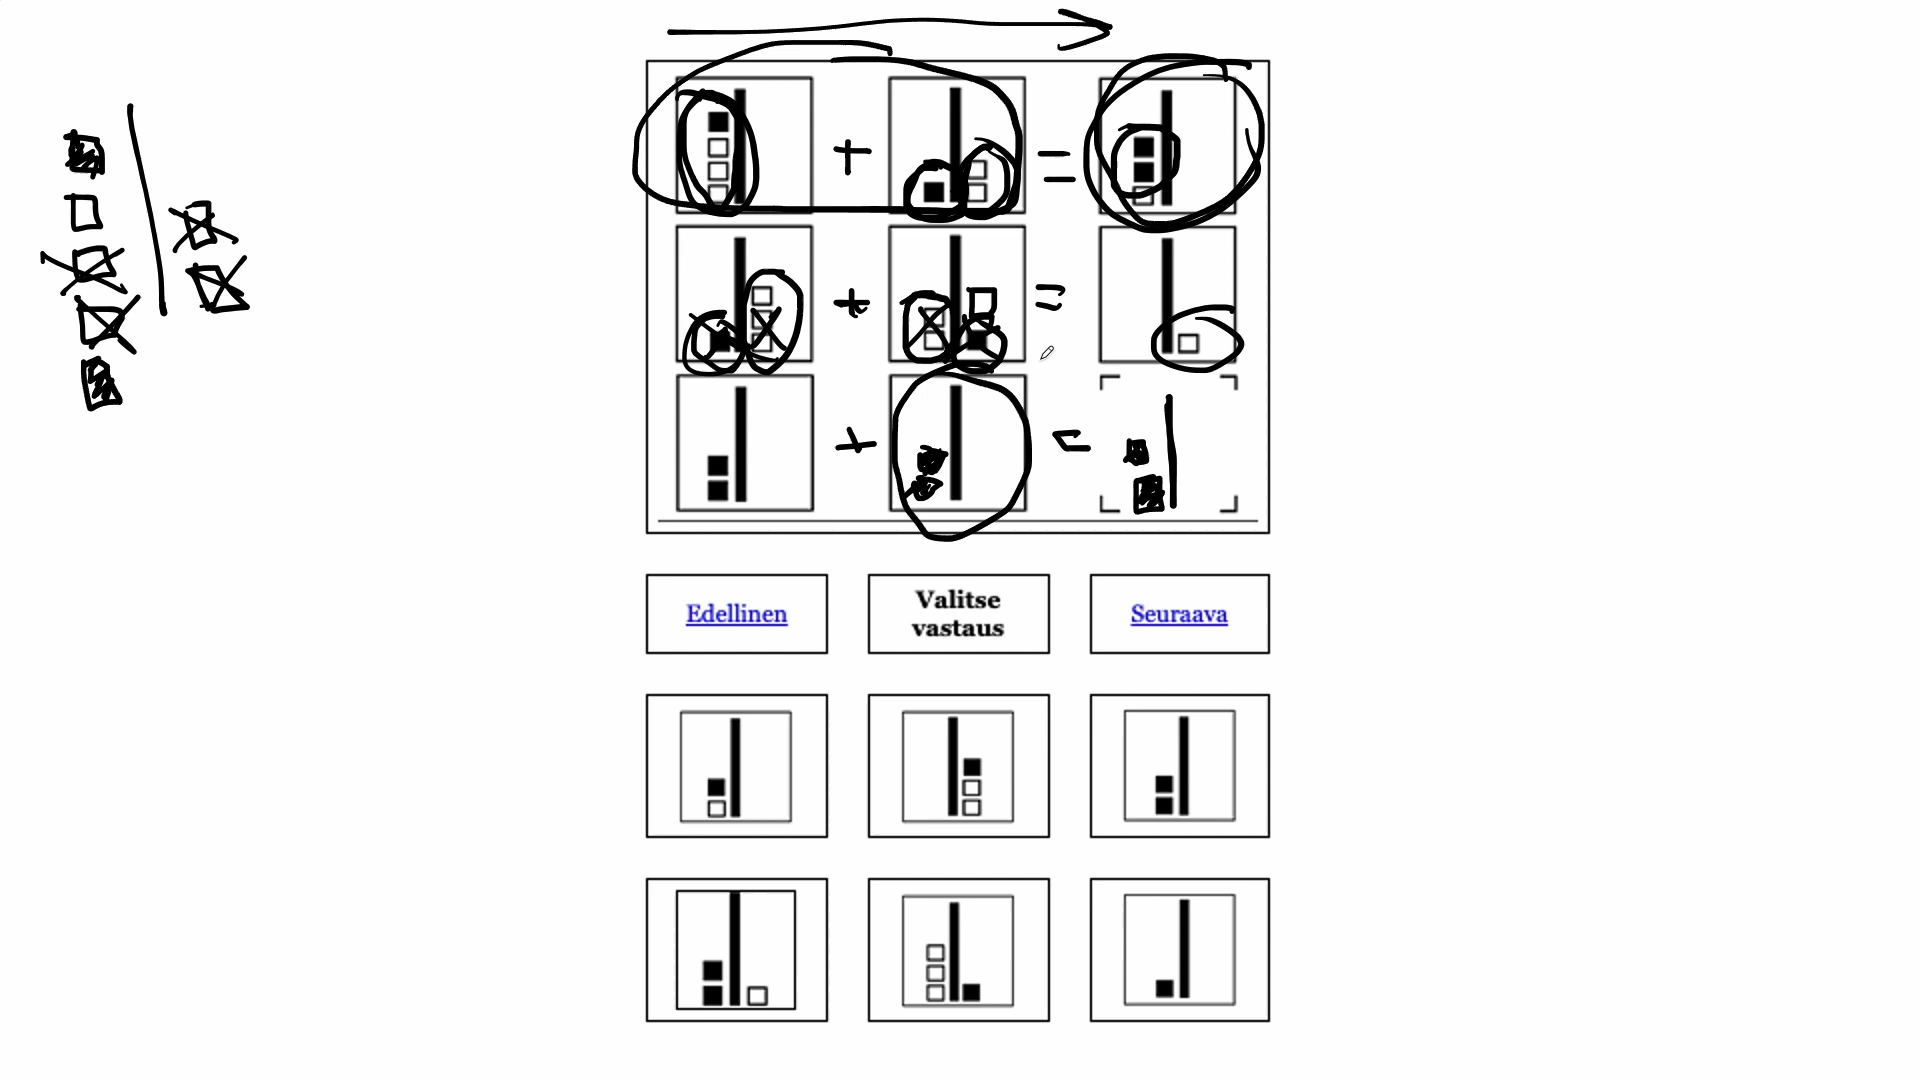 + =
+ =
+ =
Edellinen
Valitse
vastaus
Seuraava